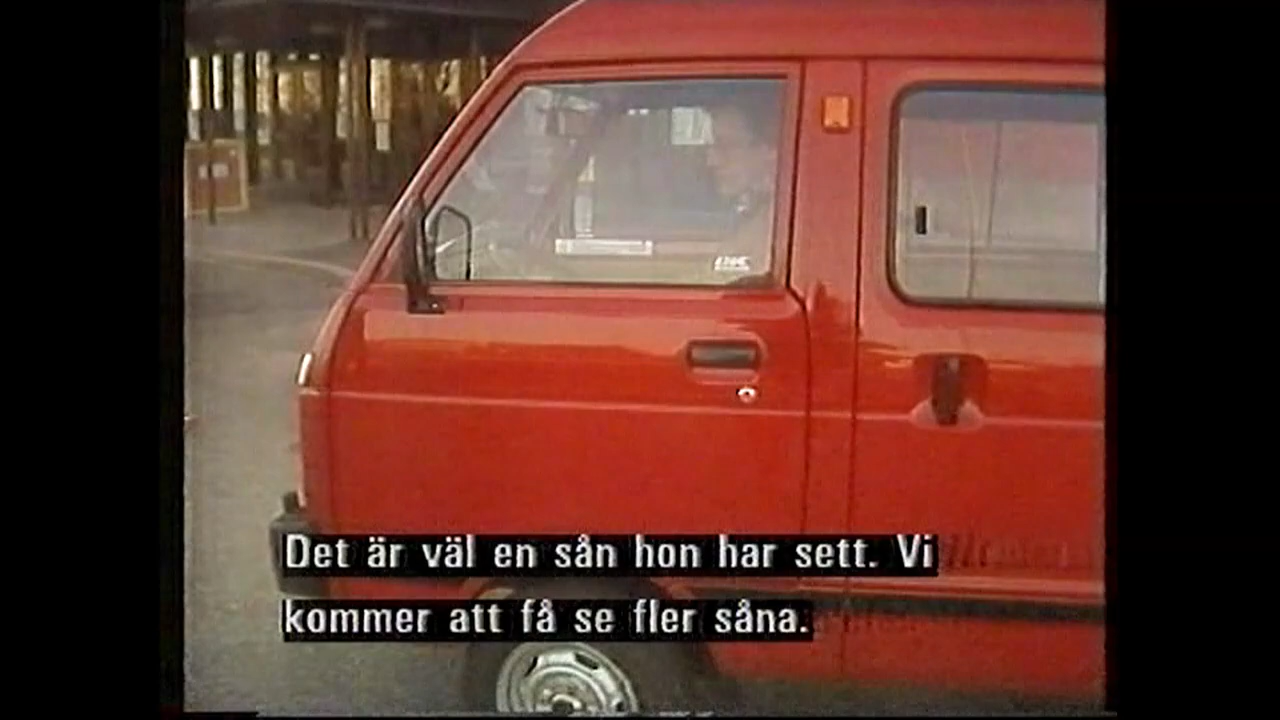 Det är väl en sån hon har sett. Vi
kommer att få se fler såna.